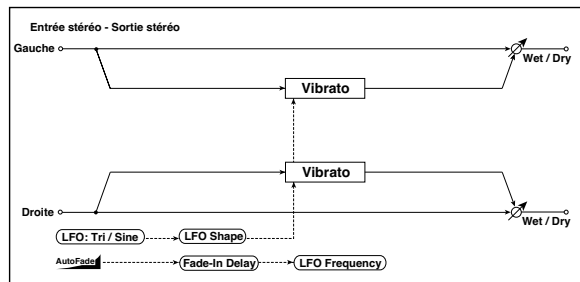 Entrée stéréo - Sortie stéréo
Gauche
Wet / Dry
Vibrato
Vibrato
Droite
Wet / Dry
LFO: Tri / Sine
LFO Shape
AutoFade
Fade-In Delay
LFO Frequency